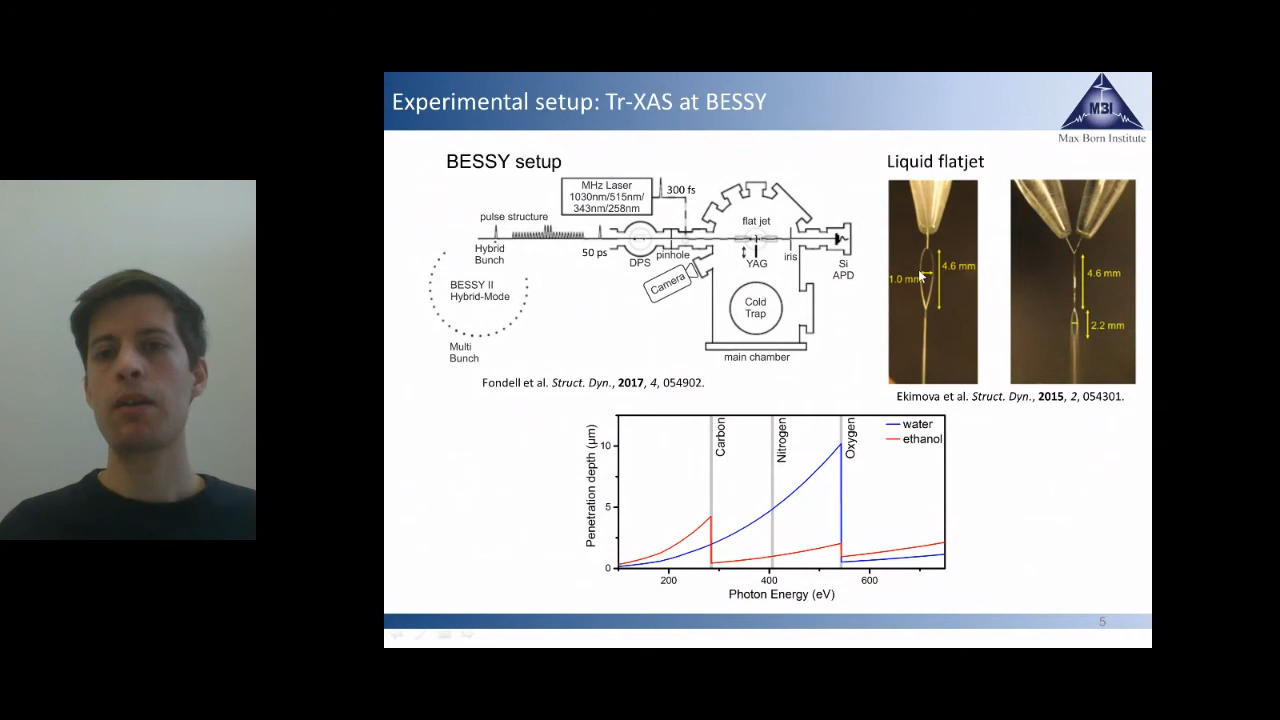 Experimental setup: Tr-XAS at BESSY
MBI
Max Born Institute
BESSY setup
MHz Laser
1030nm/515nm/
343nm/258nm
300 fs
pulse structure
Hybrid
Bunch
50 ps
DPS
pinhole
flat jet
YAG
iris
Si
APD
Camera
BESSY II
Hybrid-Mode
Multi
Bunch
Cold
Trap
main chamber
Fondell et al. Struct. Dyn., 2017, 4, 054902.
Liquid flatjet
4.6 mm
1.0 mm
4.6 mm
2.2 mm
Ekimova et al. Struct. Dyn., 2015, 2, 054301.
Penetration depth (µm)
10
5
0
Carbon
Nitrogen
Oxygen
water
ethanol
200
400
600
Photon Energy (eV)
5